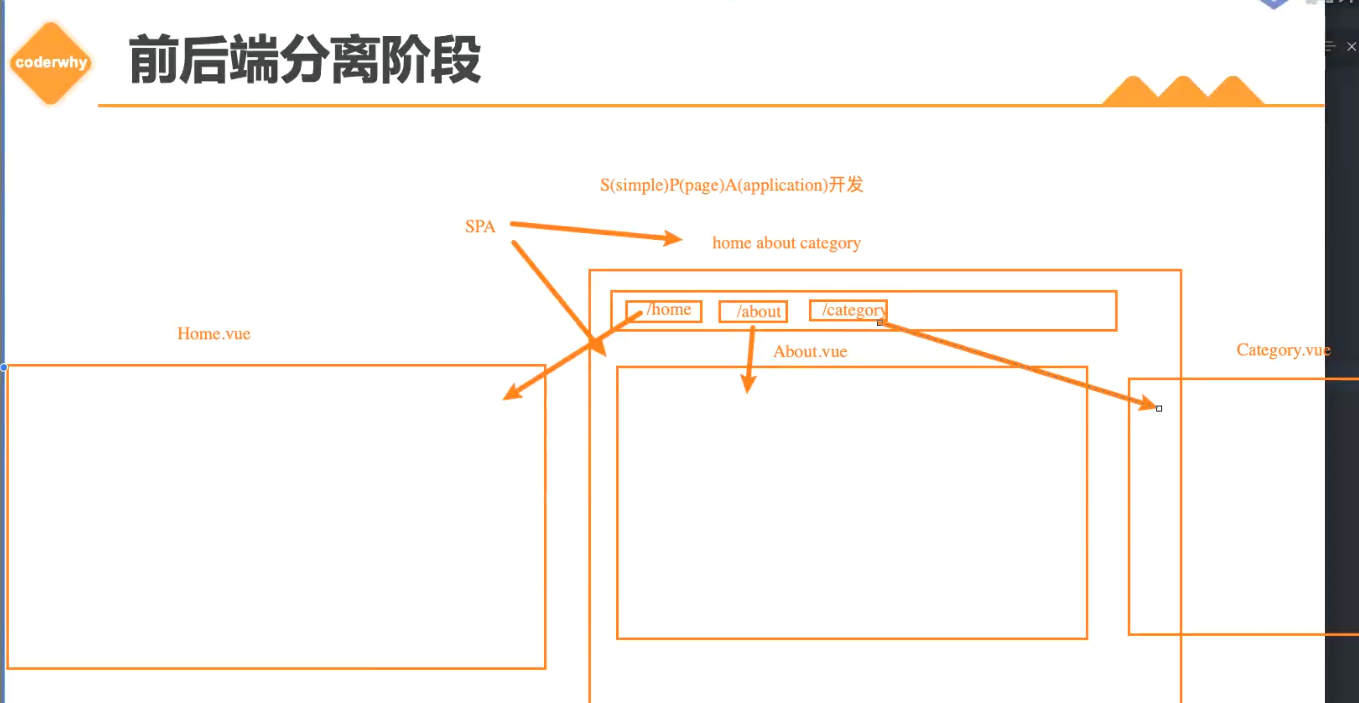 coderwhy
前后端分离阶段
S(simple)P(page)A(application)开发
SPA
home about category
/home
/about
/category
Home.vue
About.vue
Category.vue